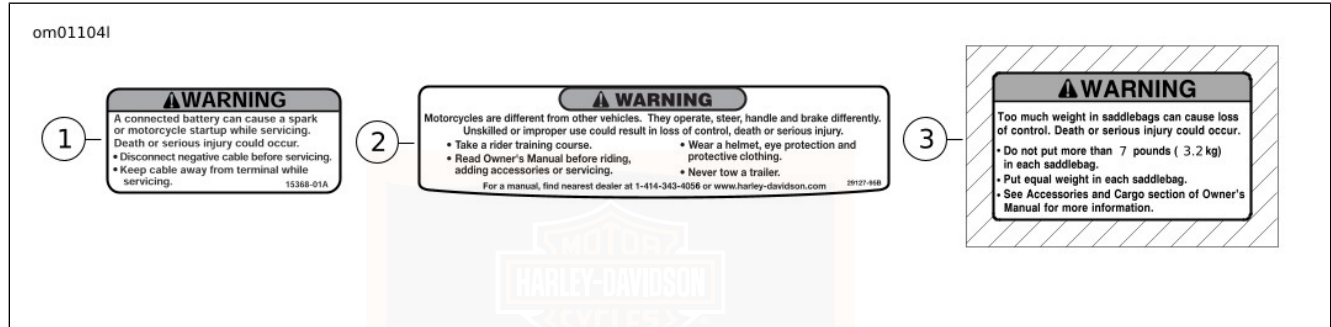 om01104l
1
WARNING
A connected battery can cause a spark
or motorcycle startup while servicing.
Death or serious injury could occur.
• Disconnect negative cable before servicing.
• Keep cable away from terminal while
servicing.
15368-01A
2
WARNING
Motorcycles are different from other vehicles. They operate, steer, handle and brake differently.
Unskilled or improper use could result in loss of control, death or serious injury.
• Take a rider training course.
• Read Owner's Manual before riding,
adding accessories or servicing.
• Wear a helmet, eye protection and
protective clothing.
• Never tow a trailer.
For a manual, find nearest dealer at 1-414-343-4056 or www.harley-davidson.com
29127-95B
3
WARNING
Too much weight in saddlebags can cause loss
of control. Death or serious injury could occur.
• Do not put more than 7 pounds ( 3.2 kg)
in each saddlebag.
• Put equal weight in each saddlebag.
• See Accessories and Cargo section of Owner's
Manual for more information.
MOTOR
HARLEY-DAVIDSON
CYCLES